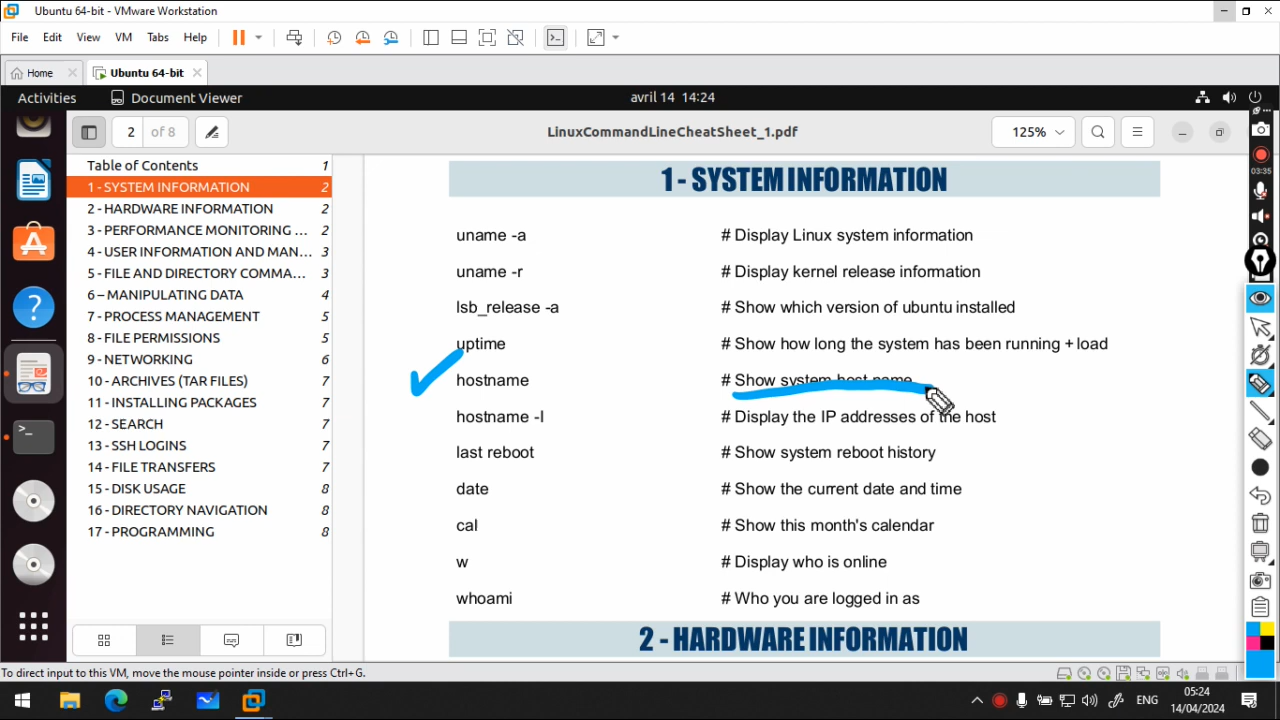 Ubuntu 64-bit - VMware Workstation
File Edit View VM Tabs Help
Home
Ubuntu 64-bit
Activities Document Viewer avril 14 14:24
2 of 8 LinuxCommandLineCheatSheet_1.pdf 125%
Table of Contents 1
1 - SYSTEM INFORMATION 2
2 - HARDWARE INFORMATION 2
3 - PERFORMANCE MONITORING ... 2
4 - USER INFORMATION AND MAN... 3
5 - FILE AND DIRECTORY COMMA... 3
6 – MANIPULATING DATA 4
7 - PROCESS MANAGEMENT 5
8 - FILE PERMISSIONS 5
9 - NETWORKING 6
10 - ARCHIVES (TAR FILES) 7
11 - INSTALLING PACKAGES 7
12 - SEARCH 7
13 - SSH LOGINS 7
14 - FILE TRANSFERS 7
15 - DISK USAGE 8
16 - DIRECTORY NAVIGATION 8
17 - PROGRAMMING 8
1 - SYSTEM INFORMATION
uname -a # Display Linux system information
uname -r # Display kernel release information
lsb_release -a # Show which version of ubuntu installed
uptime # Show how long the system has been running + load
hostname # Show system host name
hostname -I # Display the IP addresses of the host
last reboot # Show system reboot history
date # Show the current date and time
cal # Show this month's calendar
w # Display who is online
whoami # Who you are logged in as
2 - HARDWARE INFORMATION
03:35
To direct input to this VM, move the mouse pointer inside or press Ctrl+G.
ENG
05:24
14/04/2024